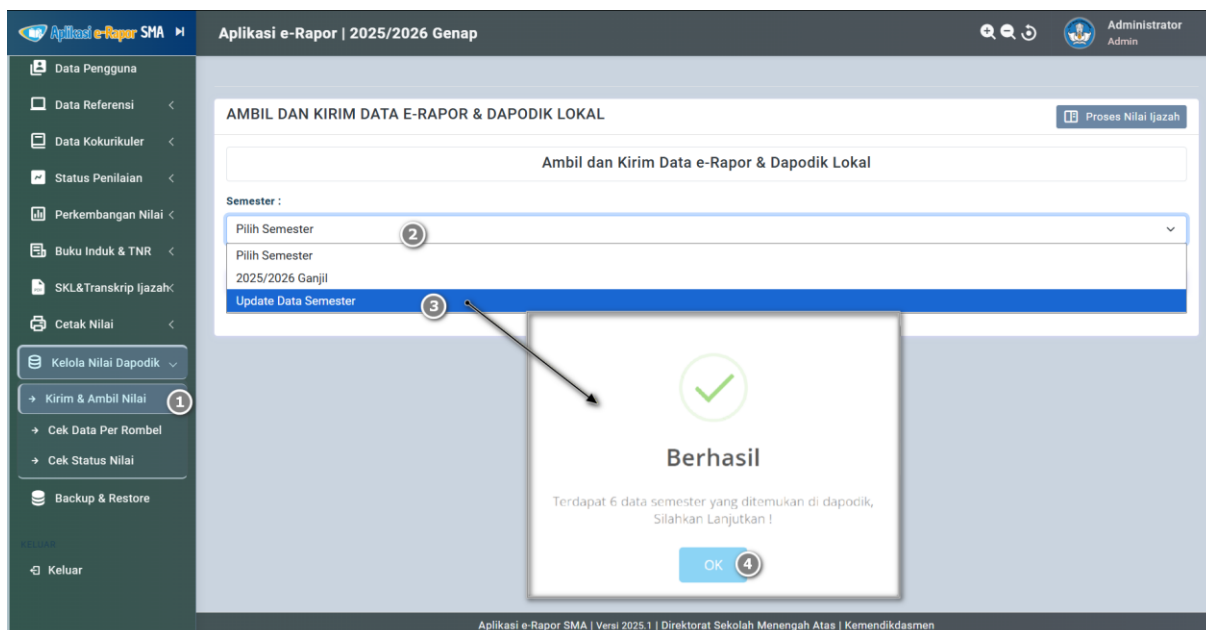 Aplikasi e-Rapor SMA
Aplikasi e-Rapor | 2025/2026 Genap
Administrator
Admin
Data Pengguna
Data Referensi
Data Kokurikuler
Status Penilaian
Perkembangan Nilai
Buku Induk & TNR
SKL&Transkrip Ijazah
Cetak Nilai
Kelola Nilai Dapodik
Kirim & Ambil Nilai 1
Cek Data Per Rombel
Cek Status Nilai
Backup & Restore
KELUAR
Keluar
AMBIL DAN KIRIM DATA E-RAPOR & DAPODIK LOKAL
Proses Nilai Ijazah
Ambil dan Kirim Data e-Rapor & Dapodik Lokal
Semester :
Pilih Semester 2
Pilih Semester
2025/2026 Ganjil
Update Data Semester 3
Berhasil
Terdapat 6 data semester yang ditemukan di dapodik,
Silahkan Lanjutkan !
OK 4
Aplikasi e-Rapor SMA | Versi 2025.1 | Direktorat Sekolah Menengah Atas | Kemendikdasmen